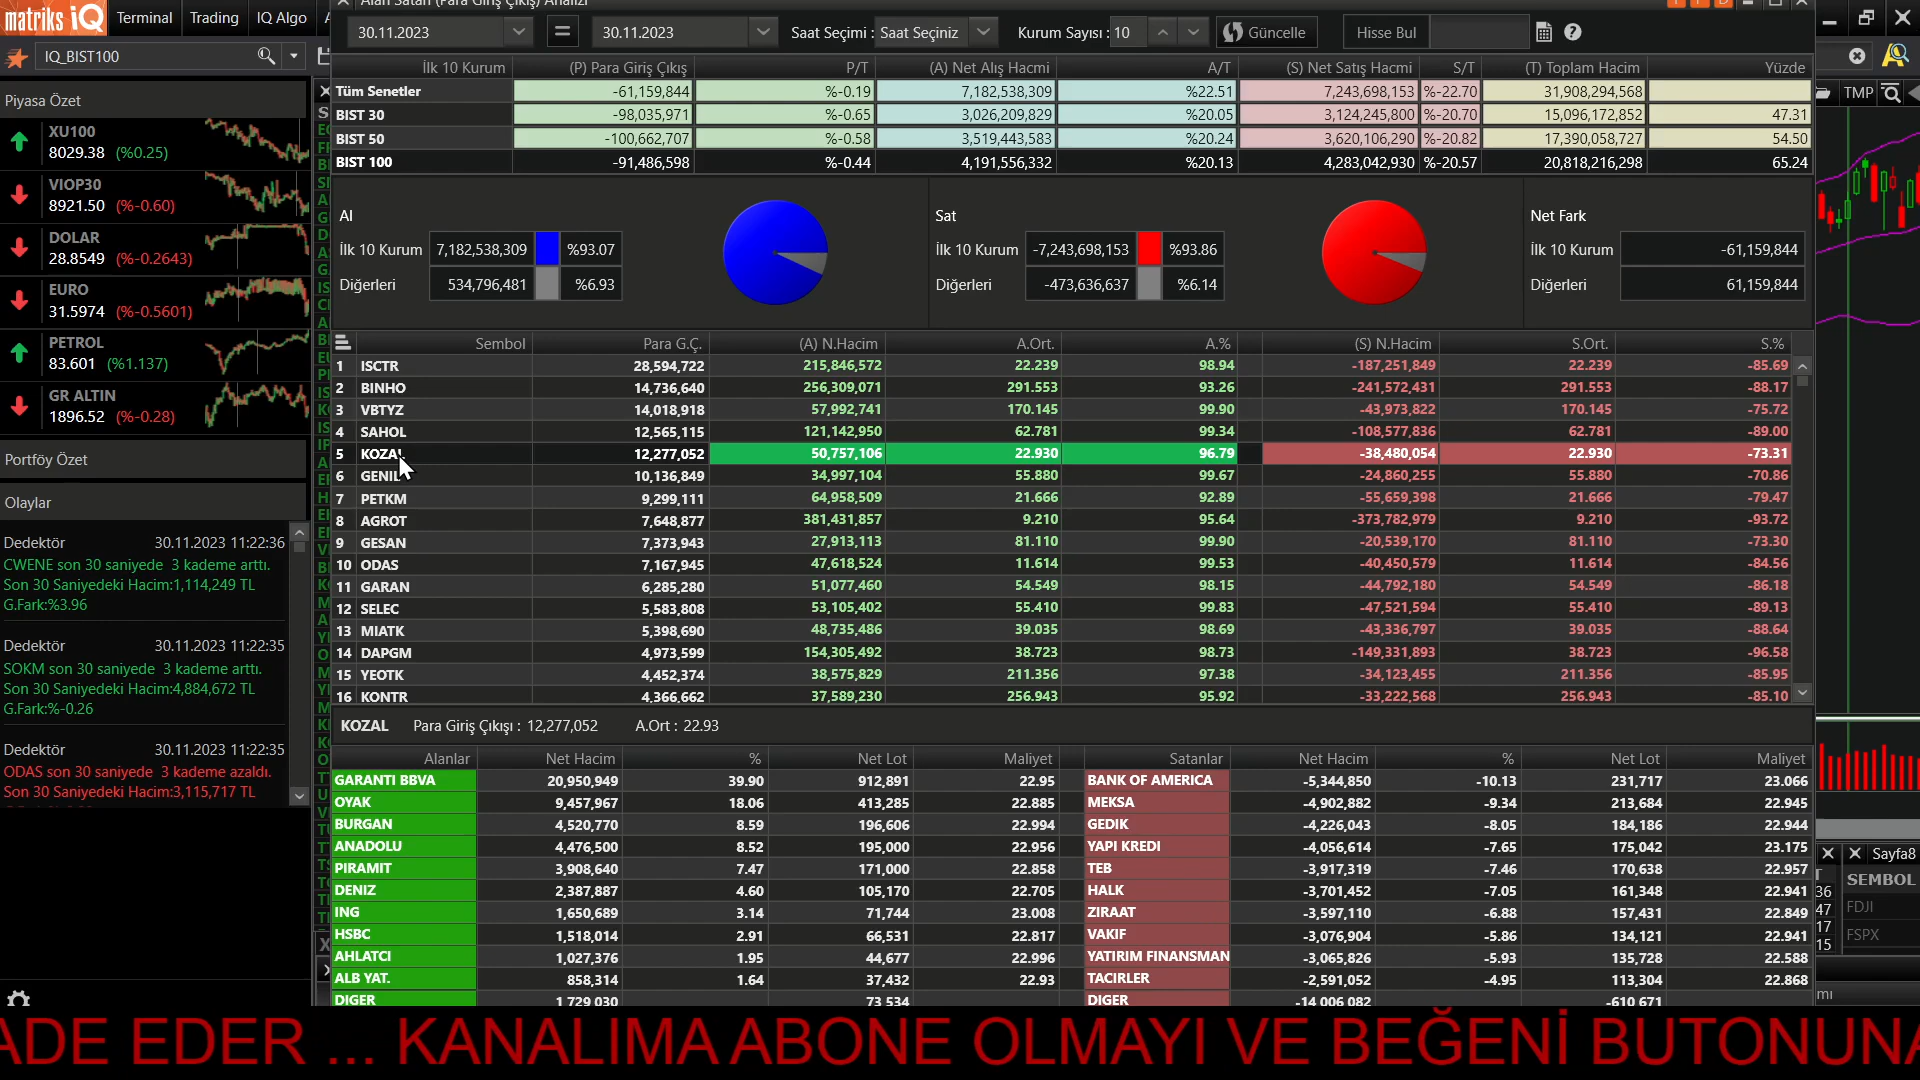 matriks iQ Terminal Trading IQ Algo
IQ_BIST100
Piyasa Özet
XU100
8029.38 (%0.25)
VIOP30
8921.50 (%-0.60)
DOLAR
28.8549 (%-0.2643)
EURO
31.5974 (%-0.5601)
PETROL
83.601 (%1.137)
GR ALTIN
1896.52 (%-0.28)
Portföy Özet
Olaylar
Dedektör 30.11.2023 11:22:36
CWENE son 30 saniyede 3 kademe arttı.
Son 30 Saniyedeki Hacim:1,114,249 TL
G.Fark:%3.96
Dedektör 30.11.2023 11:22:35
SOKM son 30 saniyede 3 kademe arttı.
Son 30 Saniyedeki Hacim:4,884,672 TL
G.Fark:%-0.26
Dedektör 30.11.2023 11:22:35
ODAS son 30 saniyede 3 kademe azaldı.
Son 30 Saniyedeki Hacim:3,115,717 TL
Alan Satan (Para Giriş Çıkış) Analizi
30.11.2023 = 30.11.2023 Saat Seçimi : Saat Seçiniz Kurum Sayısı : 10 Güncelle Hisse Bul
İlk 10 Kurum (P) Para Giriş Çıkış P/T (A) Net Alış Hacmi A/T (S) Net Satış Hacmi S/T (T) Toplam Hacim Yüzde
Tüm Senetler -61,159,844 %-0.19 7,182,538,309 %22.51 7,243,698,153 %-22.70 31,908,294,568
BIST 30 -98,035,971 %-0.65 3,026,209,829 %20.05 3,124,245,800 %-20.70 15,096,172,852 47.31
BIST 50 -100,662,707 %-0.58 3,519,443,583 %20.24 3,620,106,290 %-20.82 17,390,058,727 54.50
BIST 100 -91,486,598 %-0.44 4,191,556,332 %20.13 4,283,042,930 %-20.57 20,818,216,298 65.24
Al
İlk 10 Kurum 7,182,538,309 %93.07
Diğerleri 534,796,481 %6.93
Sat
İlk 10 Kurum -7,243,698,153 %93.86
Diğerleri -473,636,637 %6.14
Net Fark
İlk 10 Kurum -61,159,844
Diğerleri 61,159,844
Sembol Para G.Ç. (A) N.Hacim A.Ort. A.% (S) N.Hacim S.Ort. S.%
1 ISCTR 28,594,722 215,846,572 22.239 98.94 -187,251,849 22.239 -85.69
2 BINHO 14,736,640 256,309,071 291.553 93.26 -241,572,431 291.553 -88.17
3 VBTYZ 14,018,918 57,992,741 170.145 99.90 -43,973,822 170.145 -75.72
4 SAHOL 12,565,115 121,142,950 62.781 99.34 -108,577,836 62.781 -89.00
5 KOZAL 12,277,052 50,757,106 22.930 96.79 -38,480,054 22.930 -73.31
6 GENIL 10,136,849 34,997,104 55.880 99.67 -24,860,255 55.880 -70.86
7 PETKM 9,299,111 64,958,509 21.666 92.89 -55,659,398 21.666 -79.47
8 AGROT 7,648,877 381,431,857 9.210 95.64 -373,782,979 9.210 -93.72
9 GESAN 7,373,943 27,913,113 81.110 99.90 -20,539,170 81.110 -73.30
10 ODAS 7,167,945 47,618,524 11.614 99.53 -40,450,579 11.614 -84.56
11 GARAN 6,285,280 51,077,460 54.549 98.15 -44,792,180 54.549 -86.18
12 SELEC 5,583,808 53,105,402 55.410 99.83 -47,521,594 55.410 -89.13
13 MIATK 5,398,690 48,735,486 39.035 98.69 -43,336,797 39.035 -88.64
14 DAPGM 4,973,599 154,305,492 38.723 98.73 -149,331,893 38.723 -96.58
15 YEOTK 4,452,374 38,575,829 211.356 97.38 -34,123,455 211.356 -85.95
16 KONTR 4,366,662 37,589,230 256.943 95.92 -33,222,568 256.943 -85.10
KOZAL Para Giriş Çıkışı : 12,277,052 A.Ort : 22.93
Alanlar Net Hacim % Net Lot Maliyet Satanlar Net Hacim % Net Lot Maliyet
GARANTI BBVA 20,950,949 39.90 912,891 22.95 BANK OF AMERICA -5,344,850 -10.13 231,717 23.066
OYAK 9,457,967 18.06 413,285 22.885 MEKSA -4,902,882 -9.34 213,684 22.945
BURGAN 4,520,770 8.59 196,606 22.994 GEDIK -4,226,043 -8.05 184,186 22.944
ANADOLU 4,476,500 8.52 195,000 22.956 YAPI KREDI -4,056,614 -7.65 175,042 23.175
PIRAMIT 3,908,640 7.47 171,000 22.858 TEB -3,917,319 -7.46 170,638 22.957
DENIZ 2,387,887 4.60 105,170 22.705 HALK -3,701,452 -7.05 161,348 22.941
ING 1,650,689 3.14 71,744 23.008 ZIRAAT -3,597,110 -6.88 157,431 22.849
HSBC 1,518,014 2.91 66,531 22.817 VAKIF -3,076,904 -5.86 134,121 22.941
AHLATCI 1,027,376 1.95 44,677 22.996 YATIRIM FINANSMAN -3,065,826 -5.93 135,728 22.588
ALB YAT. 858,314 1.64 37,432 22.93 TACIRLER -2,591,052 -4.95 113,304 22.868
DIGER 1,729,030 73,534 DIGER -14,006,082 -610,671
TMP
Sayfa8
SEMBOL
FDJI
FSPX
36
47
17
15
ADE EDER ... KANALIMA ABONE OLMAYI VE BEĞENİ BUTONUNA